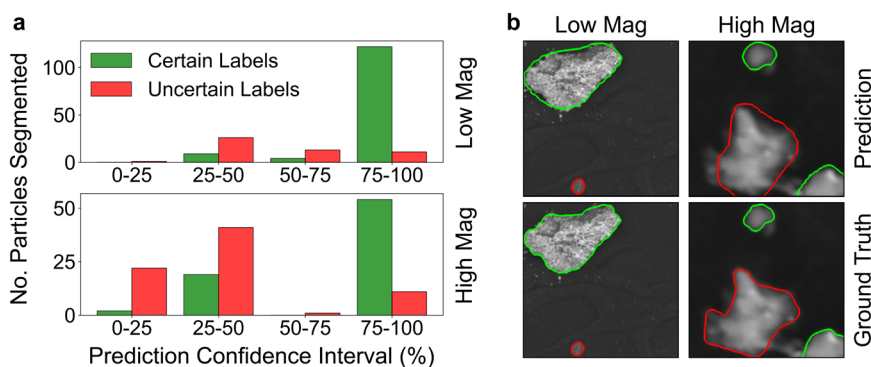 a
No. Particles Segmented
Certain Labels
Uncertain Labels
100
50
0
0-25 25-50 50-75 75-100
Low Mag
50
25
0
0-25 25-50 50-75 75-100
High Mag
Prediction Confidence Interval (%)
b
Low Mag High Mag
Prediction
Ground Truth